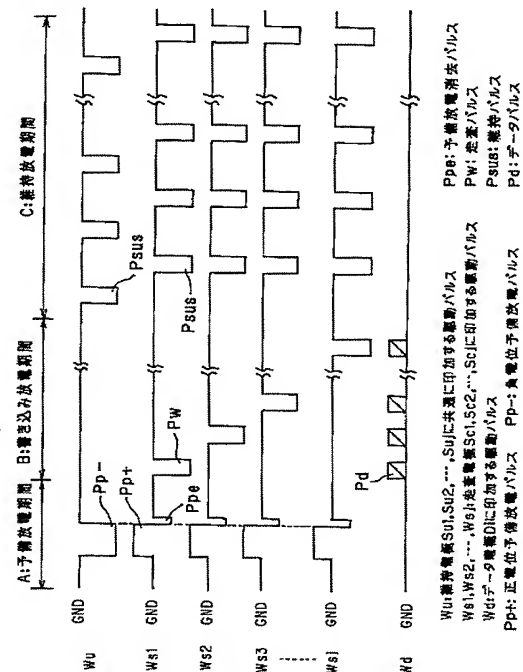 A:予備放電期間
B:書き込み放電期間
C:維持放電期間
Wu
GND
Pp-
Psus
Pp+
Ws1
GND
Pw
Psus
Ppe
Ws2
GND
Ws3
GND
Wsj
GND
Pd
Wd
GND
Wu:維持電極Su1,Su2,…,Sujに共通に印加する駆動パルス
Ws1,Ws2,…,Wsj:走査電極Sc1,Sc2,…,Scjに印加する駆動パルス
Wd:データ電極Diに印加する駆動パルス
Pp+: 正電位予備放電パルス Pp-: 負電位予備放電パルス
Ppe: 予備放電消去パルス
Pw: 走査パルス
Psus: 維持パルス
Pd: データパルス